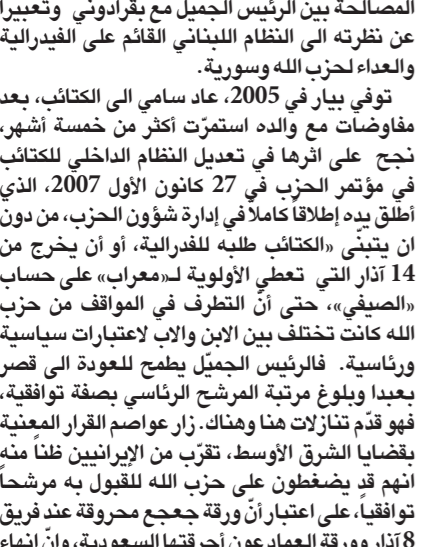 المصالحة بين الرئيس الجميل مع بقرادوني وتعبيرا
عن نظرته الى النظام اللبناني القائم على الفيدرالية
والعداء لحزب الله وسورية.
توفي بيار في 2005، عاد سامي الى الكتائب، بعد
مفاوضات مع والده استمرّت أكثر من خمسة أشهر،
نجح على اثرها في تعديل النظام الداخلي للكتائب
في مؤتمر الحزب في 27 كانون الأول 2007، الذي
أطلق يده إطلاقاً كاملاً في إدارة شؤون الحزب، من دون
ان يتبنّى «الكتائب طلبه للفدرالية، أو أن يخرج من
14 آذار التي تعطي الأولوية لـ«معراب» على حساب
«الصيفي»، حتى أنّ التطرف في المواقف من حزب
الله كانت تختلف بين الابن والاب لاعتبارات سياسية
ورئاسية. فالرئيس الجميّل يطمح للعودة الى قصر
بعبدا وبلوغ مرتبة المرشح الرئاسي بصفة توافقية،
فهو قدّم تنازلات هنا وهناك. زار عواصم القرار المعنية
بقضايا الشرق الأوسط، تقرّب من الإيرانيين ظناً منه
انهم قد يضغطون على حزب الله للقبول به مرشحاً
توافقياً، على اعتبار أنّ ورقة جعجع محروقة عند فريق
8 آذار وورقة العماد عون أحرقتها السعودية، وانّ إنهاء